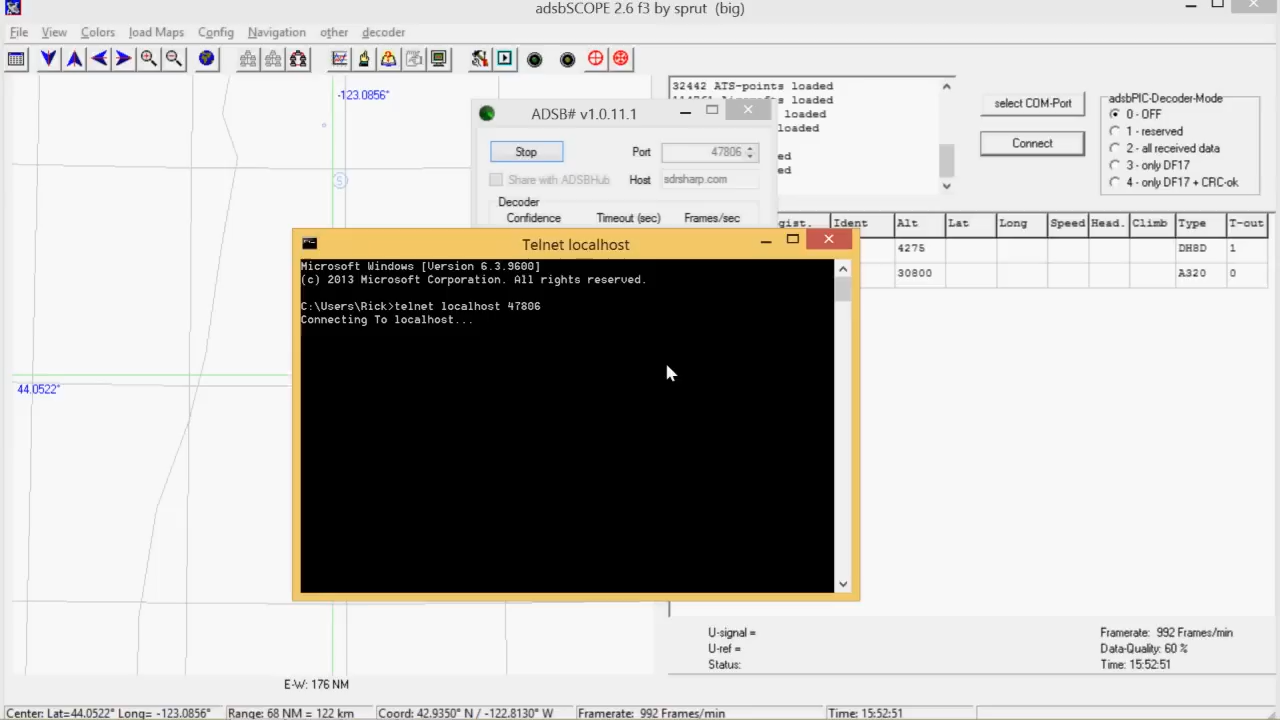 adsbSCOPE 2.6 f3 by sprut (big)
File View Colors load Maps Config Navigation other decoder
-123.0856°
44.0522°
S
E-W: 176 NM
32442 ATS-points loaded
loaded
loaded
select COM-Port
Connect
adsbPIC-Decoder-Mode
0 - OFF
1 - reserved
2 - all received data
3 - only DF17
4 - only DF17 + CRC-ok
ADSB# v1.0.11.1
Stop Port 47806
Share with ADSBHub Host sdrsharp.com
Decoder
Confidence Timeout (sec) Frames/sec
gist. Ident Alt Lat Long Speed Head. Climb Type T-out
4275 DH8D 1
30800 A320 0
Telnet localhost
Microsoft Windows [Version 6.3.9600]
(c) 2013 Microsoft Corporation. All rights reserved.
C:\Users\Rick>telnet localhost 47806
Connecting To localhost...
U-signal =
U-ref =
Status:
Framerate: 992 Frames/min
Data-Quality: 60 %
Time: 15:52:51
Center: Lat=44.0522° Long= -123.0856° Range: 68 NM = 122 km Coord: 42.9350° N / -122.8130° W Framerate: 992 Frames/min Time: 15:52:51